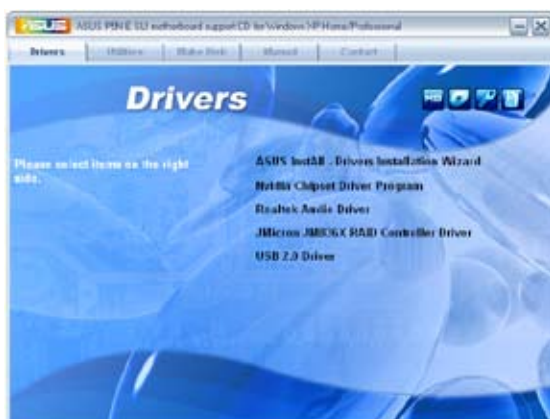 ASUS
ASUS P5N-E SLI motherboard support CD for Windows XP Home/Professional
Drivers
Utilities
Make Disk
Manual
Contact
Drivers
Please select items on the right side.
ASUS InstAll - Drivers Installation Wizard
Nvidia Chipset Driver Program
Realtek Audio Driver
JMicron JMB36X RAID Controller Driver
USB 2.0 Driver